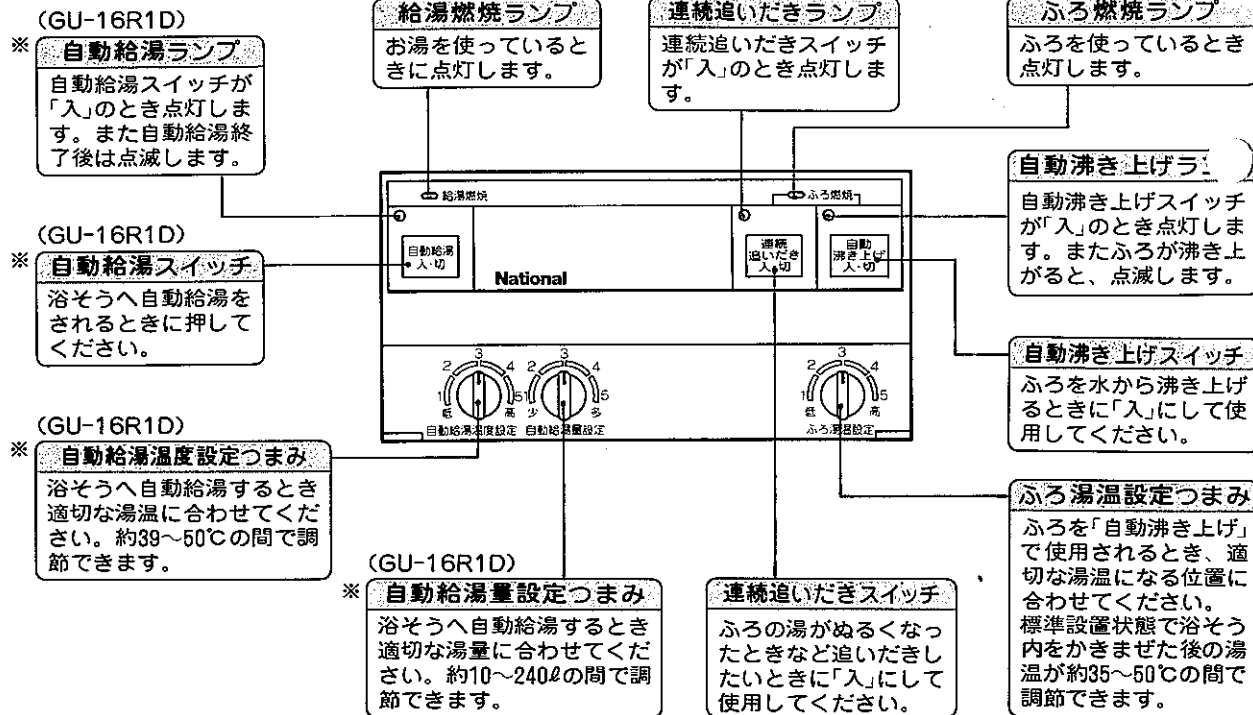 (GU-16R1D)
※ 自動給湯ランプ
自動給湯スイッチが
「入」のとき点灯しま
す。また自動給湯終
了後は点滅します。
給湯燃焼ランプ
お湯を使っていると
きに点灯します。
連続追いだきランプ
連続追いだきスイッチ
が「入」のとき点灯しま
す。
ふろ燃焼ランプ
ふろを使っているとき
点灯します。
自動沸き上げラ
自動沸き上げスイッチ
が「入」のとき点灯しま
す。またふろが沸き上
がると、点滅します。
(GU-16R1D)
※ 自動給湯スイッチ
浴そうへ自動給湯を
されるときに押して
ください。
給湯燃焼
ふろ燃焼
自動給湯
入・切
National
連続
追いだき
入・切
自動
沸き上げ
入・切
自動沸き上げスイッチ
ふろを水から沸き上げ
るときに「入」にして使
用してください。
1 2 3 4 5
低 高
自動給湯温度設定
1 2 3 4 5
少 多
自動給湯量設定
1 2 3 4 5
低 高
ふろ湯温設定
(GU-16R1D)
※ 自動給湯温度設定つまみ
浴そうへ自動給湯するとき
適切な湯温に合わせてくだ
さい。約39～50℃の間で調
節できます。
(GU-16R1D)
※ 自動給湯量設定つまみ
浴そうへ自動給湯するとき
適切な湯量に合わせてくだ
さい。約10～240ℓの間で調
節できます。
連続追いだきスイッチ
ふろの湯がぬるくなっ
たときなど追いだきし
たいときに「入」にして
使用してください。
ふろ湯温設定つまみ
ふろを「自動沸き上げ」
で使用されるとき、適
切な湯温になる位置に
合わせてください。
標準設置状態で浴そう
内をかきまぜた後の湯
温が約35～50℃の間で
調節できます。